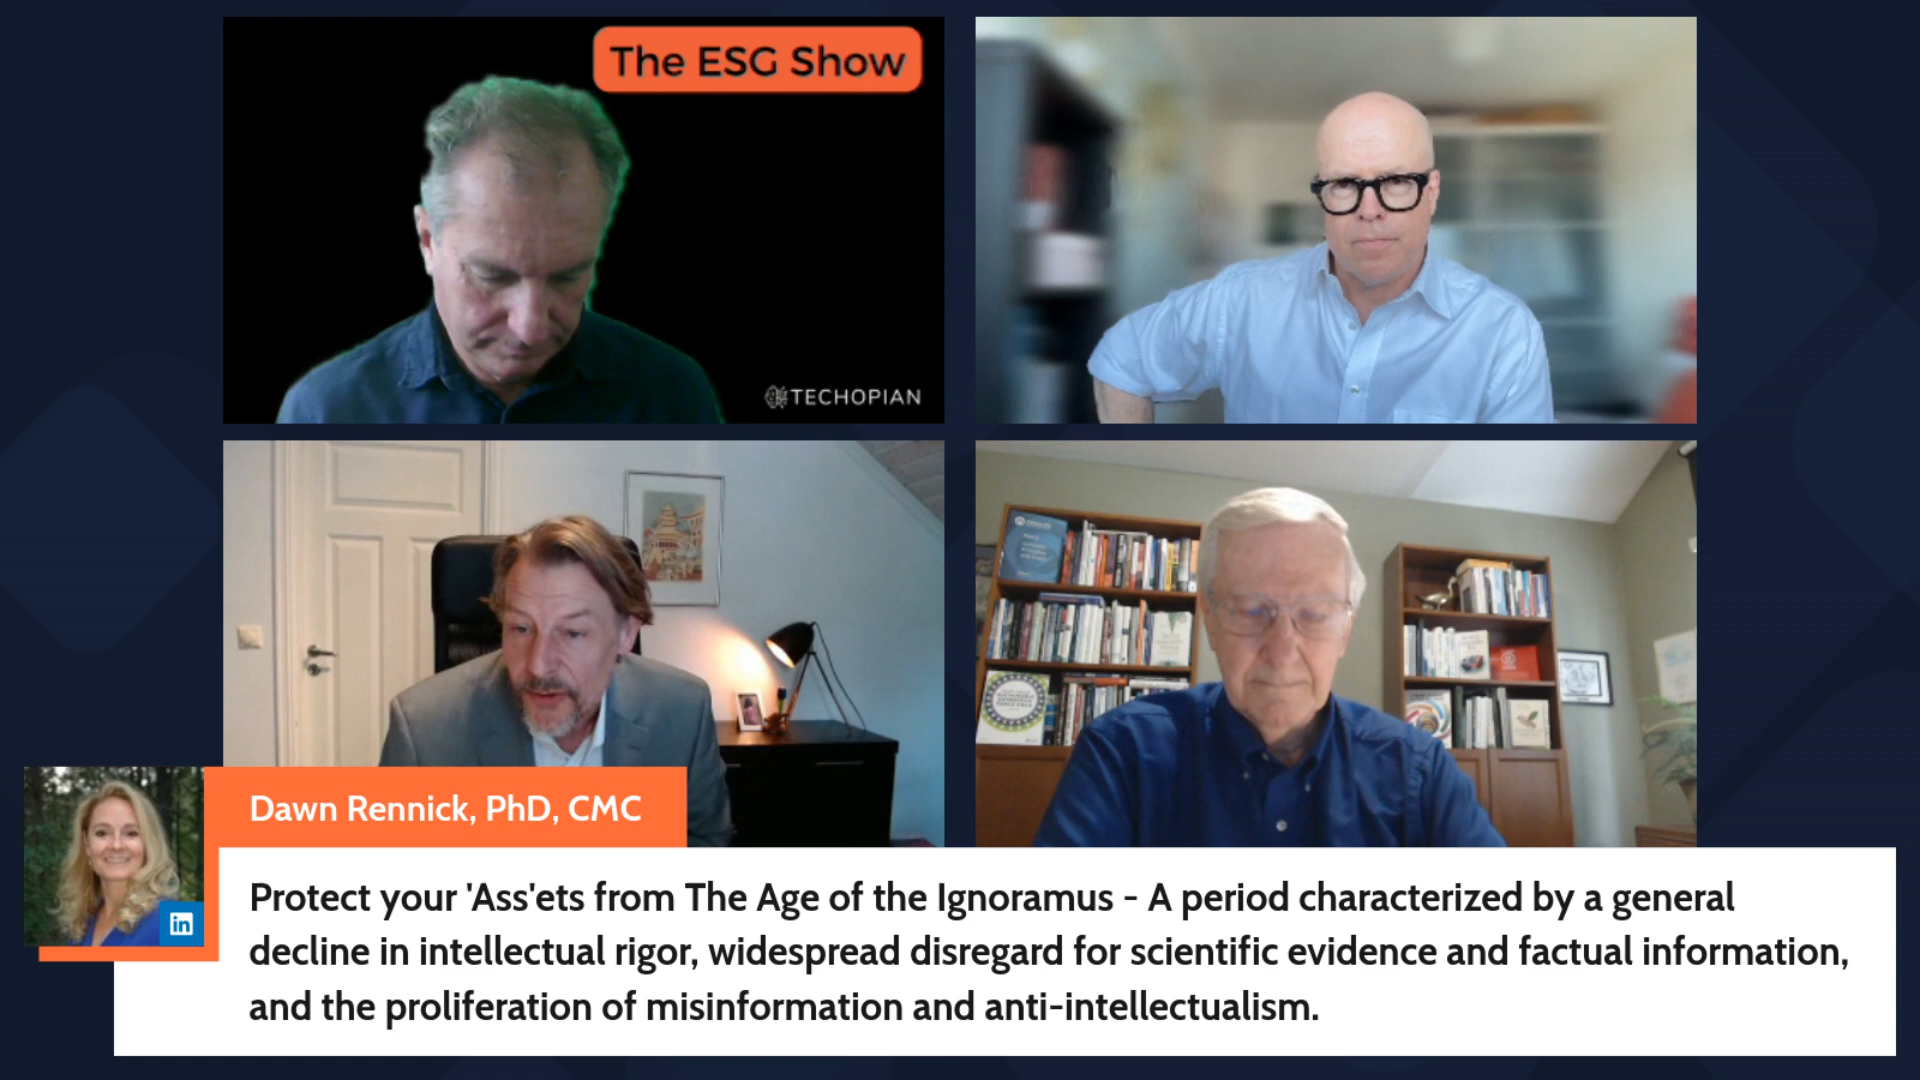 The ESG Show
TECHOPIAN
Dawn Rennick, PhD, CMC
in
Protect your 'Ass'ets from The Age of the Ignoramus - A period characterized by a general
decline in intellectual rigor, widespread disregard for scientific evidence and factual information,
and the proliferation of misinformation and anti-intellectualism.